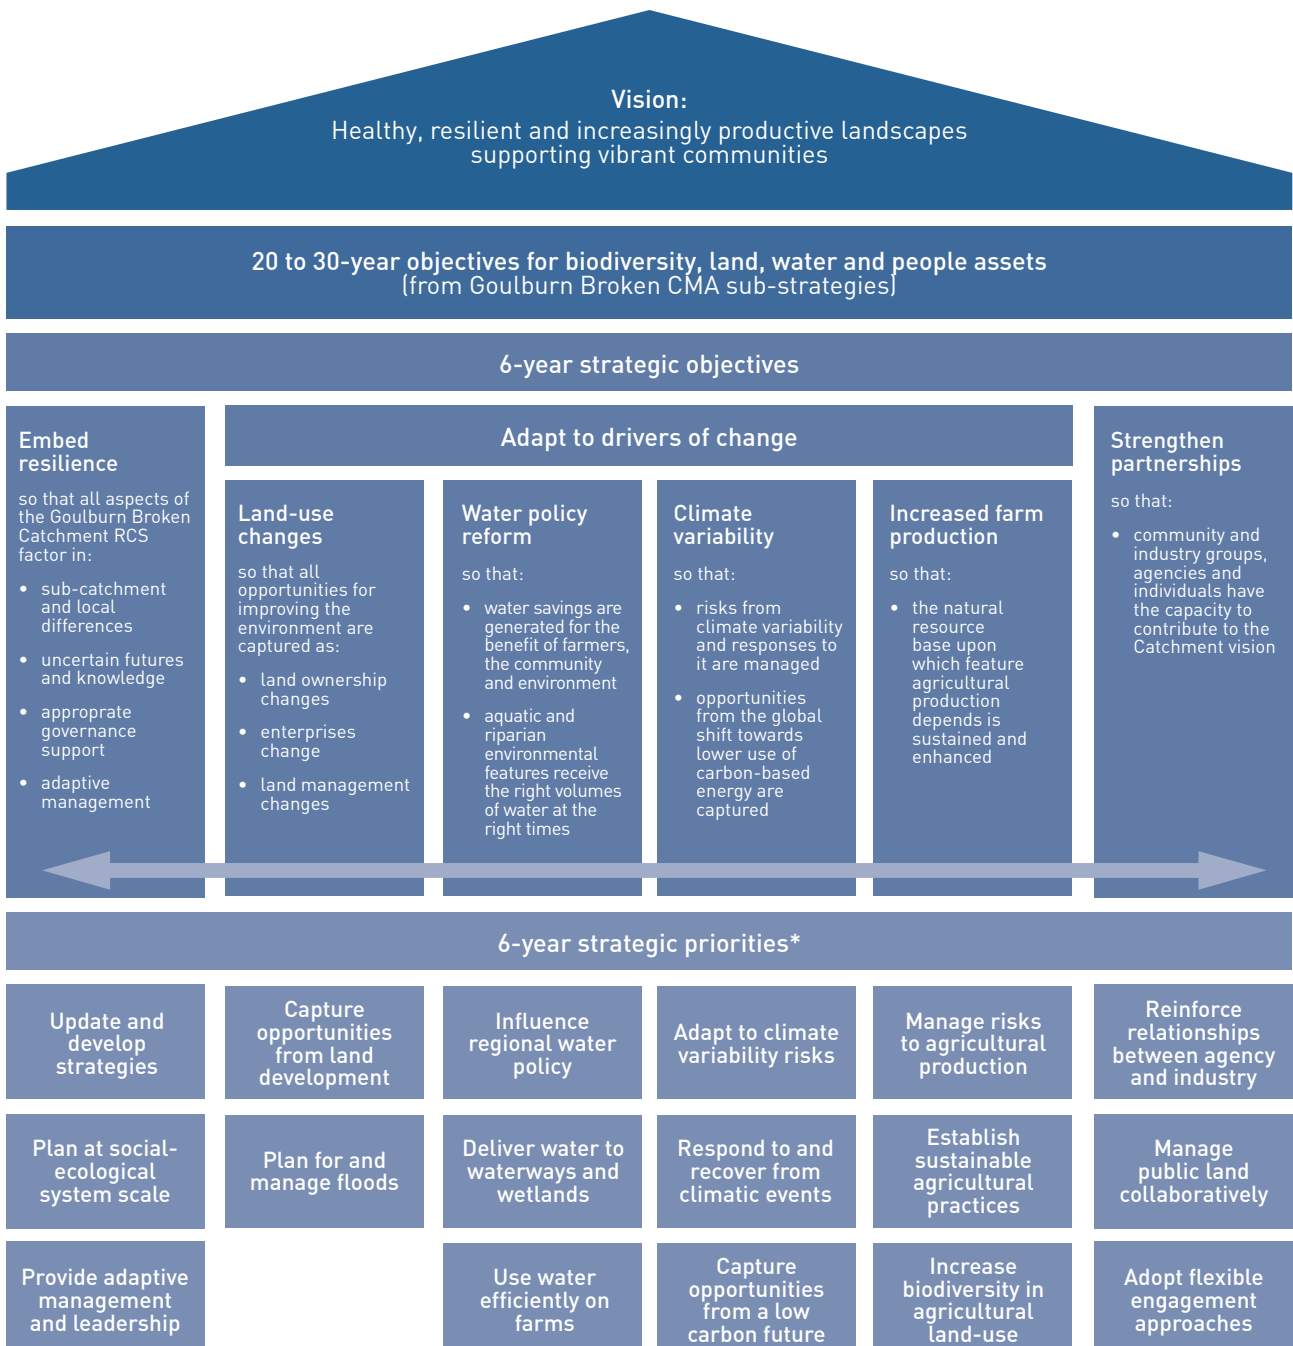 Vision:
Healthy, resilient and increasingly productive landscapes
supporting vibrant communities
20 to 30-year objectives for biodiversity, land, water and people assets
(from Goulburn Broken CMA sub-strategies)
6-year strategic objectives
Embed
resilience
so that all aspects of
the Goulburn Broken
Catchment RCS
factor in:
• sub-catchment
and local
differences
• uncertain futures
and knowledge
• approprate
governance
support
• adaptive
management
Adapt to drivers of change
Land-use
changes
so that all
opportunities for
improving the
environment are
captured as:
• land ownership
changes
• enterprises
change
• land management
changes
Water policy
reform
so that:
• water savings are
generated for the
benefit of farmers,
the community
and environment
• aquatic and
riparian
environmental
features receive
the right volumes
of water at the
right times
Climate
variability
so that:
• risks from
climate variability
and responses to
it are managed
• opportunities
from the global
shift towards
lower use of
carbon-based
energy are
captured
Increased farm
production
so that:
• the natural
resource
base upon
which feature
agricultural
production
depends is
sustained and
enhanced
Strengthen
partnerships
so that:
• community and
industry groups,
agencies and
individuals have
the capacity to
contribute to the
Catchment vision
6-year strategic priorities*
Update and
develop
strategies
Capture
opportunities
from land
development
Influence
regional water
policy
Adapt to climate
variability risks
Manage risks
to agricultural
production
Reinforce
relationships
between agency
and industry
Plan at social-
ecological
system scale
Plan for and
manage floods
Deliver water to
waterways and
wetlands
Respond to and
recover from
climatic events
Establish
sustainable
agricultural
practices
Manage
public land
collaboratively
Provide adaptive
management
and leadership
Use water
efficiently on
farms
Capture
opportunities
from a low
carbon future
Increase
biodiversity in
agricultural
land-use
Adopt flexible
engagement
approaches